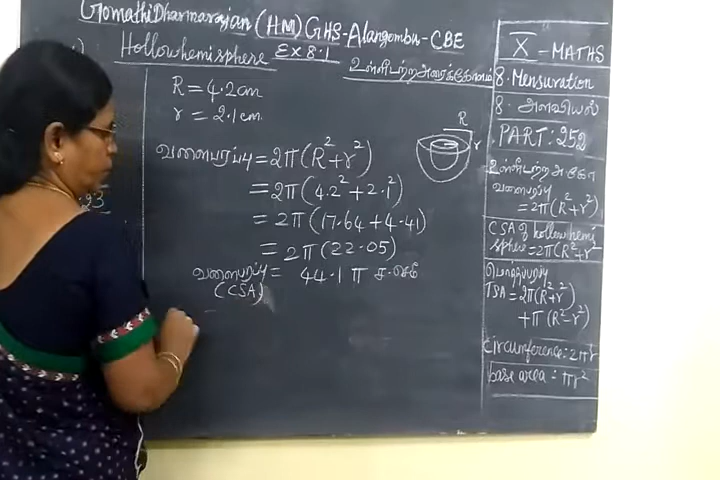 Gomathi Dharmarajan (HM) GHS-Alangombu-CBE
Hollow hemisphere Ex 8.1
உள்ளீடற்ற அரைக்கோளம்
R = 4.2 cm
r = 2.1 cm
R
r
வளைபரப்பு = 2π(R²+r²)
= 2π(4.2²+2.1²)
= 2π(17.64+4.41)
= 2π(22.05)
வளைபரப்பு = 44.1 π ச.செமீ
(CSA)
23
X - MATHS
8. Mensuration
8. அளவியல்
PART: 252
உள்ளீடற்ற அ.கோ
வளைபரப்பு
= 2π(R²+r²)
CSA of hollow hemi
sphere = 2π(R²+r²
மொத்தப்பரப்பு
TSA = 2π(R²+r²)
+π(R²-r²)
Circumference: 2πr
base area: πr²